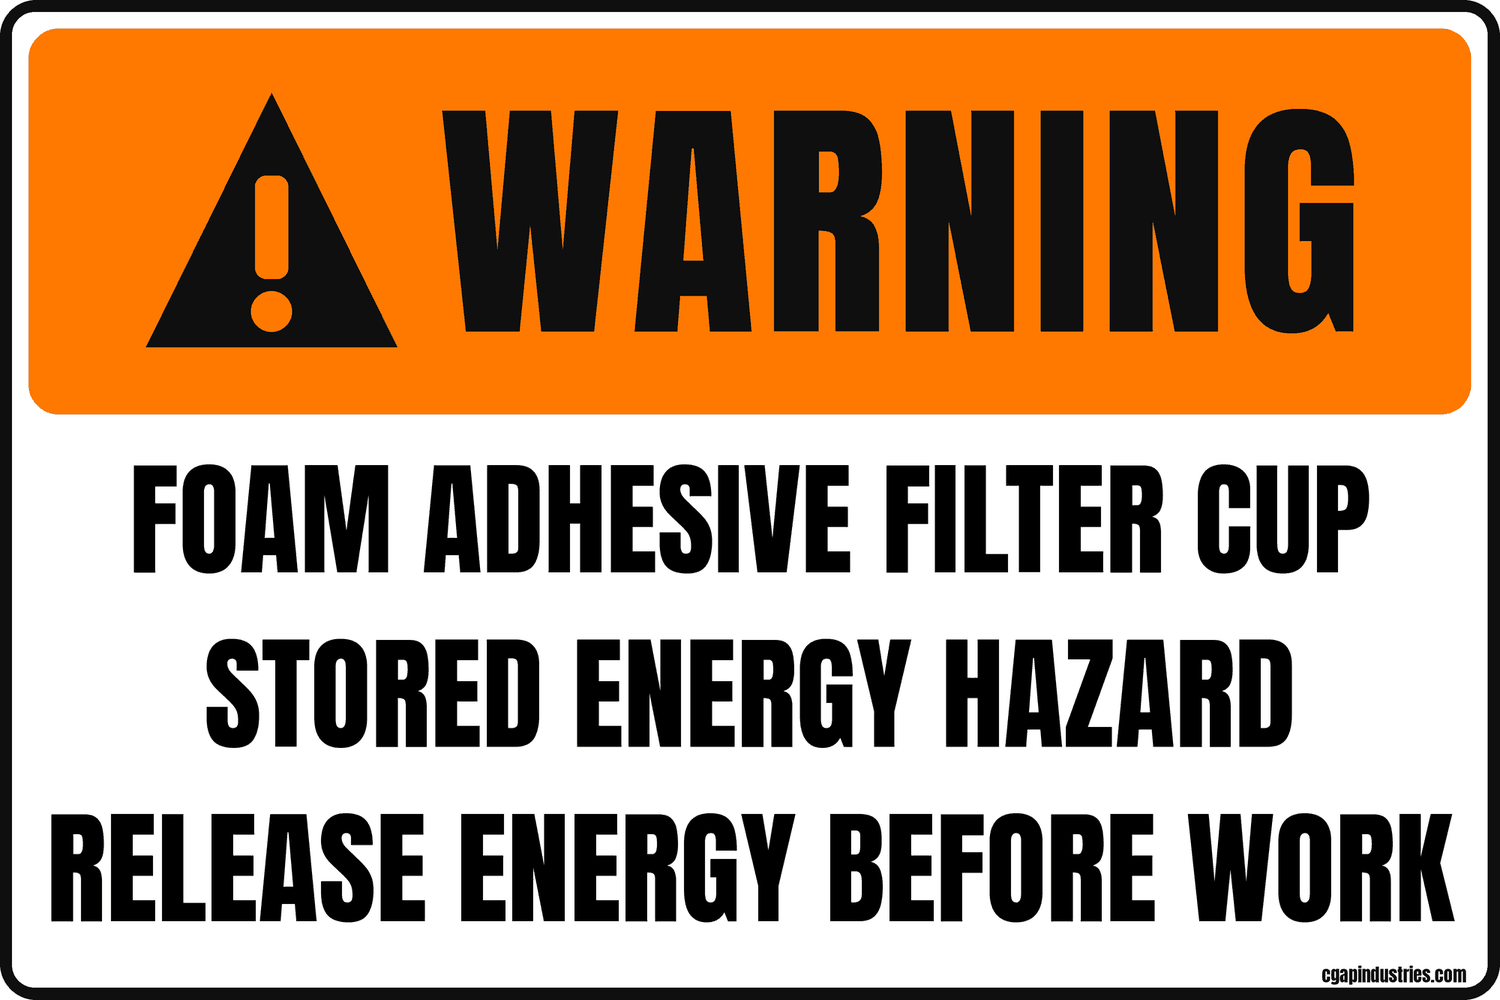 WARNING
FOAM ADHESIVE FILTER CUP
STORED ENERGY HAZARD
RELEASE ENERGY BEFORE WORK
cgapindustries.com